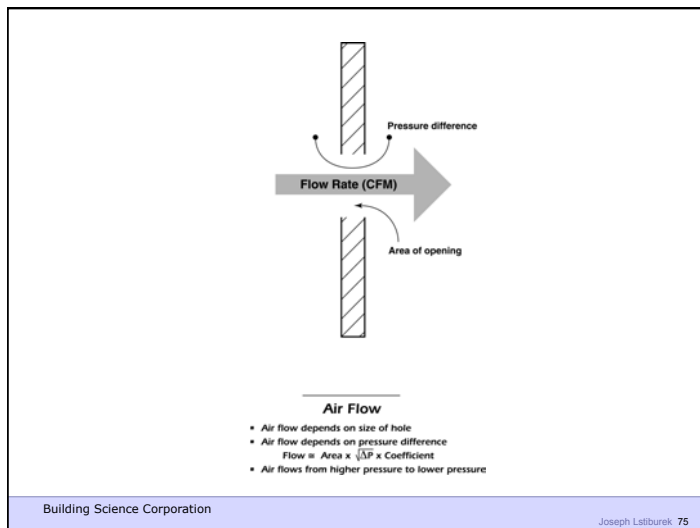 Pressure difference
Flow Rate (CFM)
Area of opening
Air Flow
• Air flow depends on size of hole
• Air flow depends on pressure difference
Flow = Area x √ΔP x Coefficient
• Air flows from higher pressure to lower pressure
Building Science Corporation
Joseph Lstiburek 75